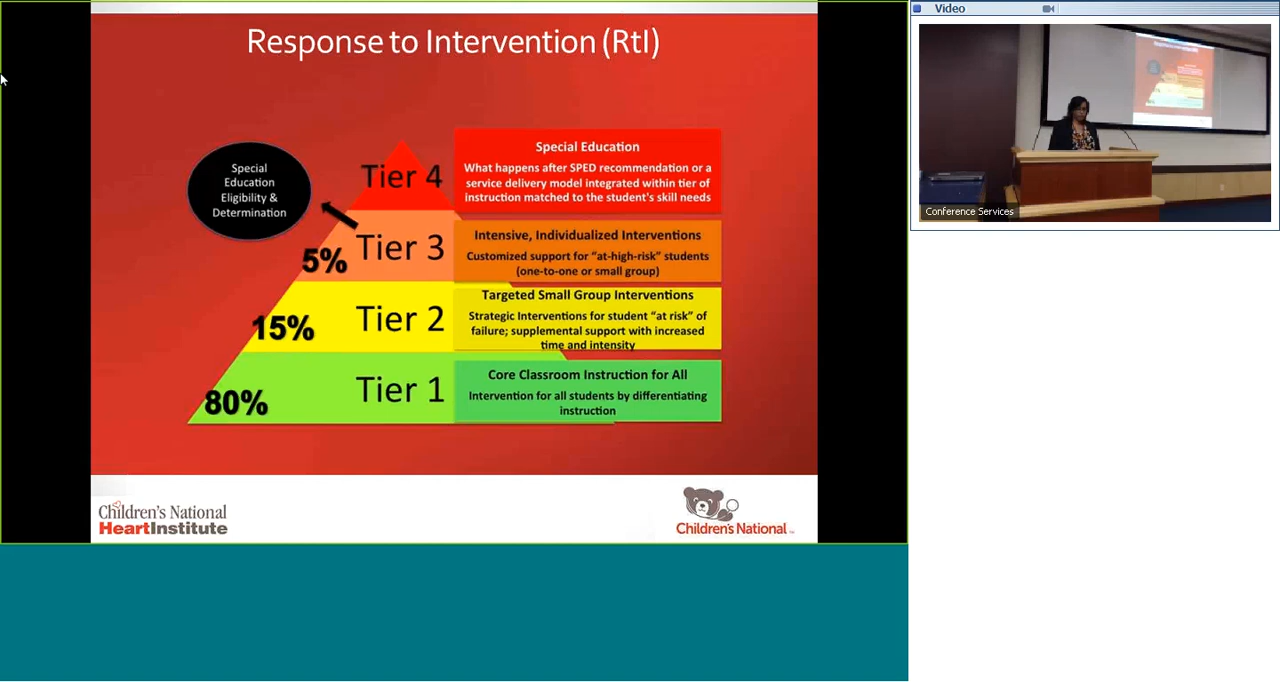 Response to Intervention (RtI)
Special
Education
Eligibility &
Determination
Tier 4
Special Education
What happens after SPED recommendation or a
service delivery model integrated within tier of
instruction matched to the student's skill needs
5%
Tier 3
Intensive, Individualized Interventions
Customized support for “at-high-risk” students
(one-to-one or small group)
15%
Tier 2
Targeted Small Group Interventions
Strategic Interventions for student “at risk” of
failure; supplemental support with increased
time and intensity
80%
Tier 1
Core Classroom Instruction for All
Intervention for all students by differentiating
instruction
Children's National
HeartInstitute
Children's National
Video
Conference Services